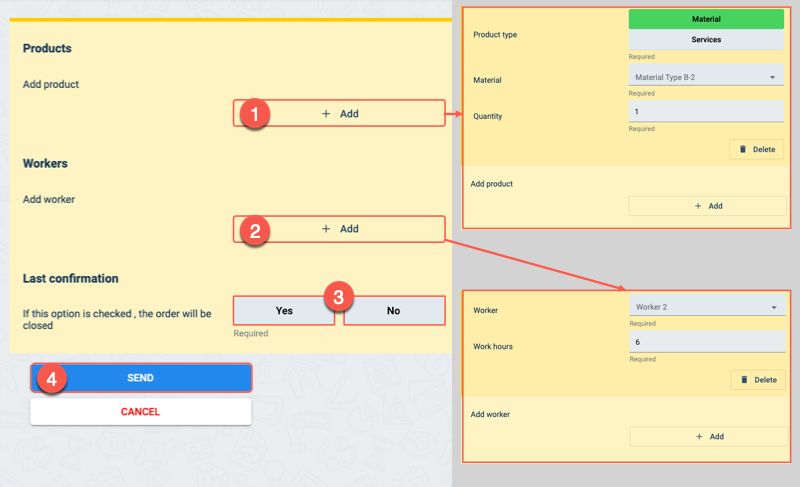 Products
Add product
1
+ Add
Workers
Add worker
2
+ Add
Last confirmation
If this option is checked , the order will be
closed
3
Yes
No
Required
4
SEND
CANCEL
Product type
Material
Services
Required
Material
Material Type B-2
Required
Quantity
1
Required
Delete
Add product
+ Add
Worker
Worker 2
Required
Work hours
6
Required
Delete
Add worker
+ Add